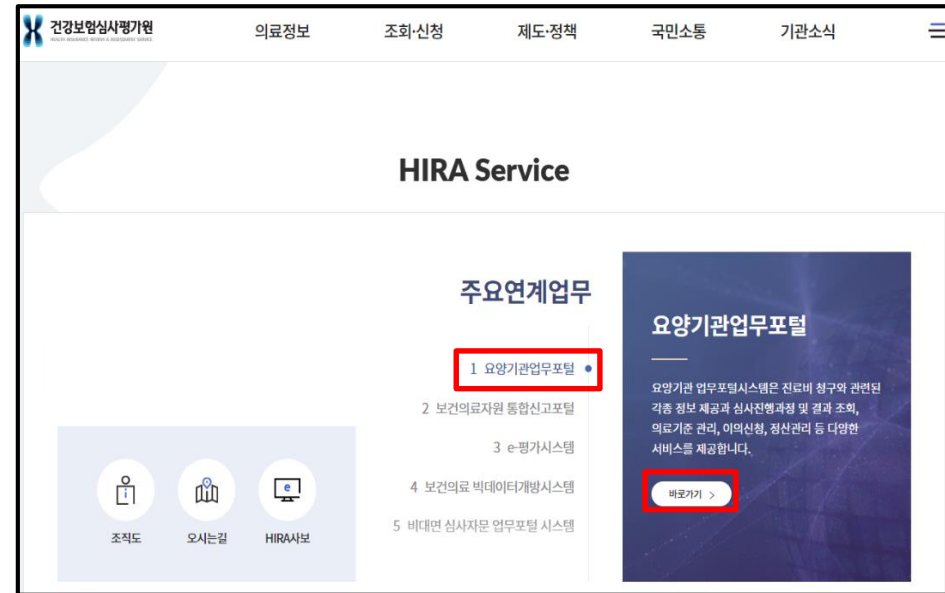 건강보험심사평가원
HEALTH INSURANCE REVIEW & ASSESSMENT SERVICE
의료정보
조회·신청
제도·정책
국민소통
기관소식
HIRA Service
주요연계업무
1 요양기관업무포털
2 보건의료자원 통합신고포털
3 e-평가시스템
4 보건의료 빅데이터개방시스템
5 비대면 심사자문 업무포털 시스템
조직도
오시는길
HIRA사보
요양기관업무포털
요양기관 업무포털시스템은 진료비 청구와 관련된
각종 정보 제공과 심사진행과정 및 결과 조회,
의료기준 관리, 이의신청, 정산관리 등 다양한
서비스를 제공합니다.
바로가기 >